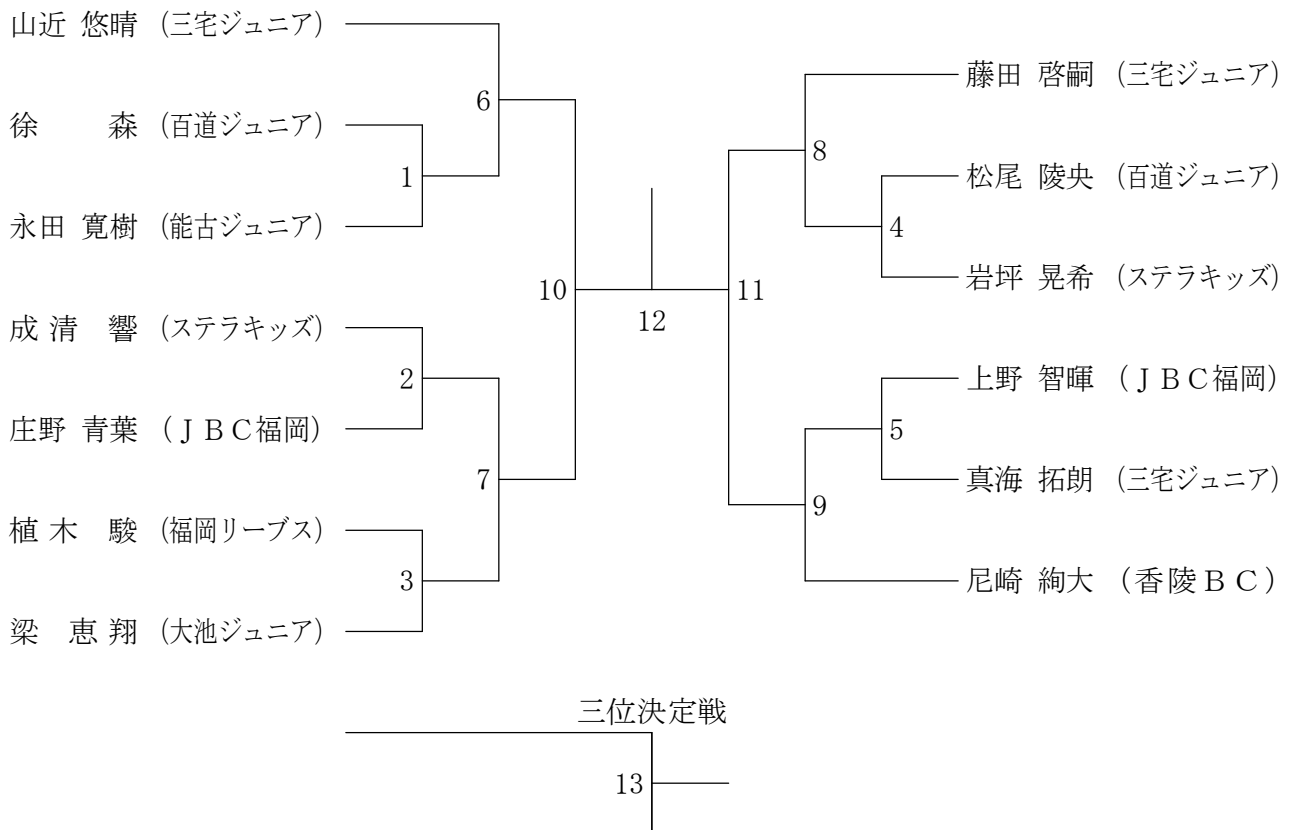 山近 悠晴 (三宅ジュニア)
徐 森 (百道ジュニア)
永田 寛樹 (能古ジュニア)
成 清 響 (ステラキッズ)
庄野 青葉 (ＪＢＣ福岡)
植 木 駿 (福岡リーブス)
梁 恵 翔 (大池ジュニア)
6
1
2
7
3
10
12
11
8
4
5
9
藤田 啓嗣 (三宅ジュニア)
松尾 陵央 (百道ジュニア)
岩坪 晃希 (ステラキッズ)
上野 智暉 (ＪＢＣ福岡)
真海 拓朗 (三宅ジュニア)
尼崎 絢大 (香陵ＢＣ)
三位決定戦
13